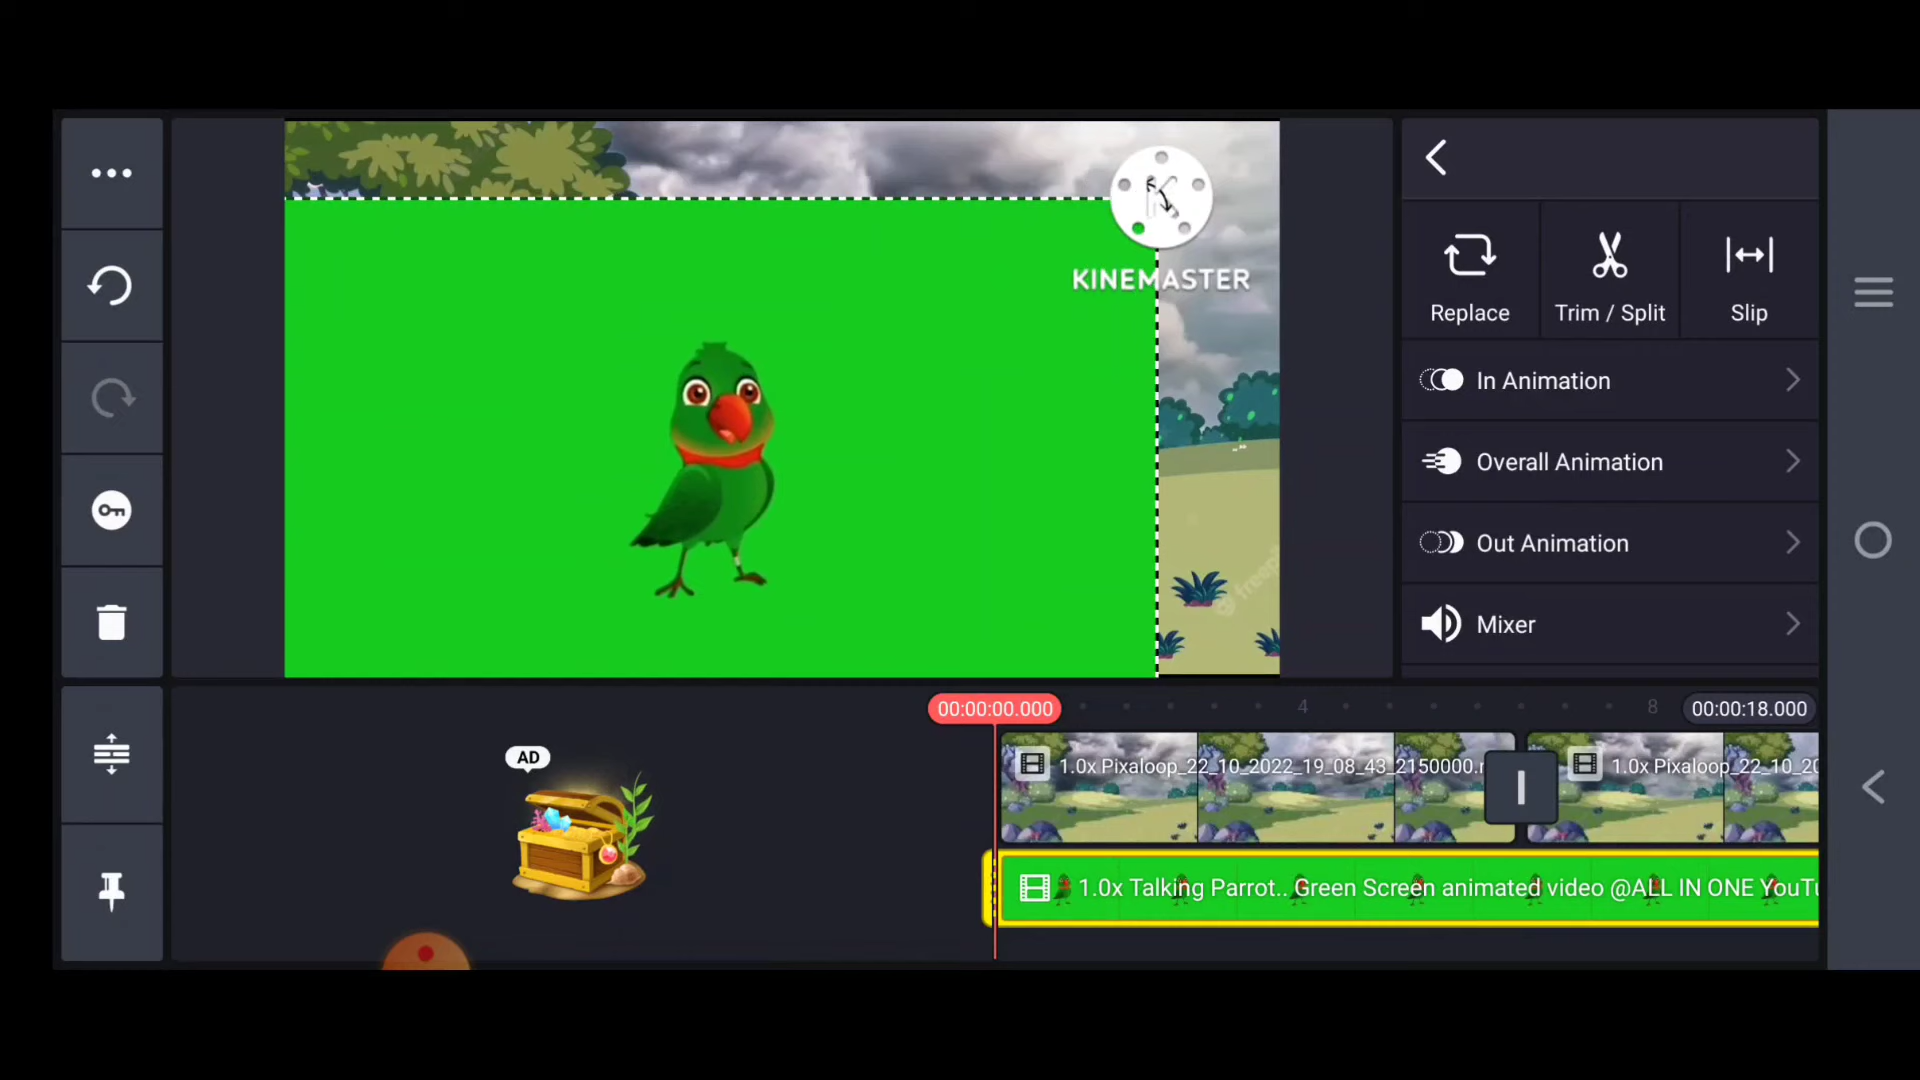 KINEMASTER
Replace
Trim / Split
Slip
In Animation
Overall Animation
Out Animation
Mixer
00:00:00.000
4
8
00:00:18.000
AD
1.0x Pixaloop_22_10_2022_19_08_43_2150000.
1.0x Pixaloop_22_10_20
1.0x Talking Parrot.. Green Screen animated video @ALL IN ONE YouTu